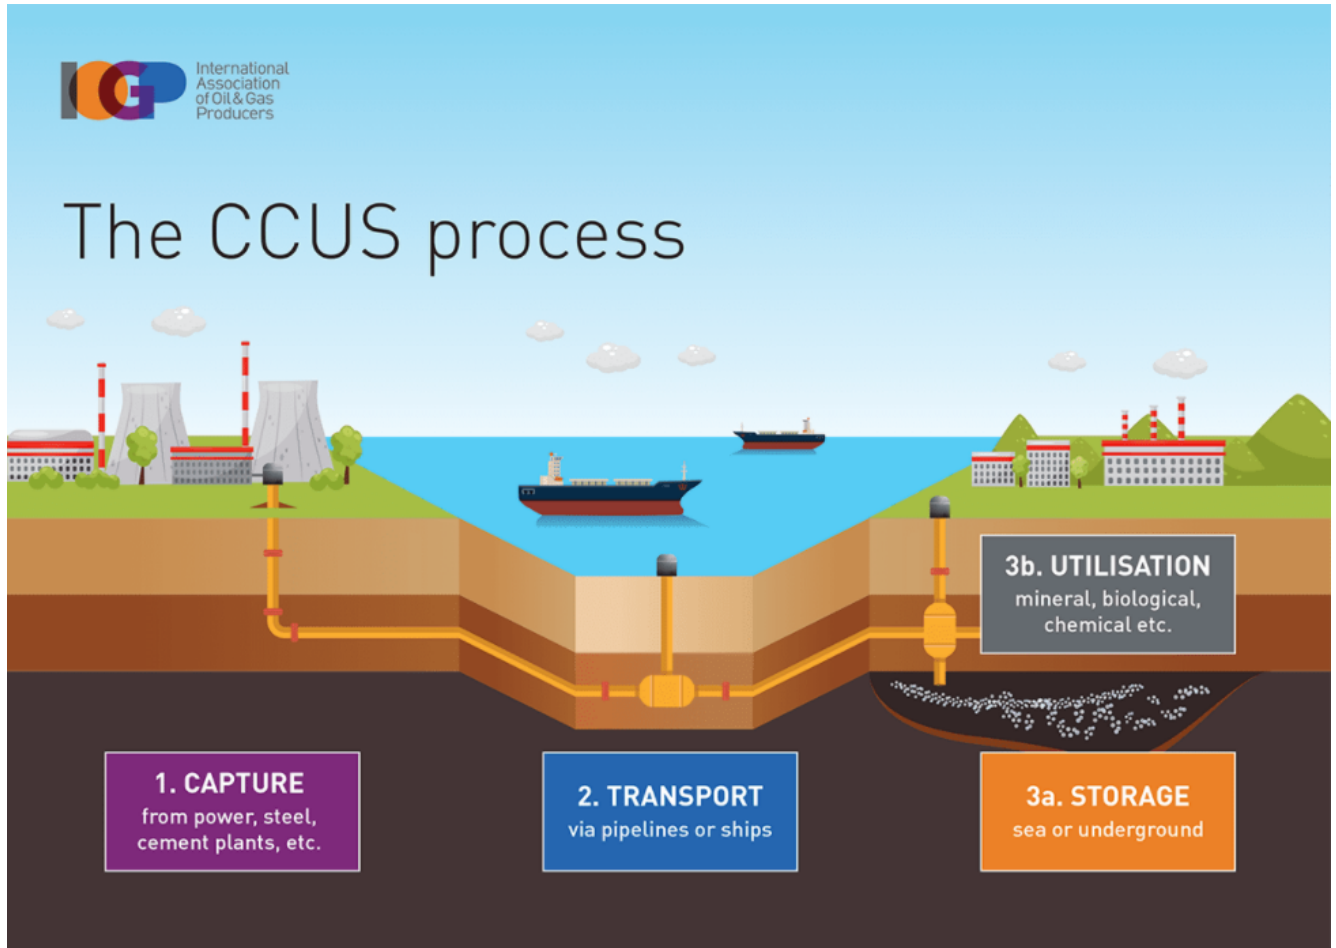 IOGP
International
Association
of Oil & Gas
Producers
The CCUS process
3b. UTILISATION
mineral, biological,
chemical etc.
1. CAPTURE
from power, steel,
cement plants, etc.
2. TRANSPORT
via pipelines or ships
3a. STORAGE
sea or underground